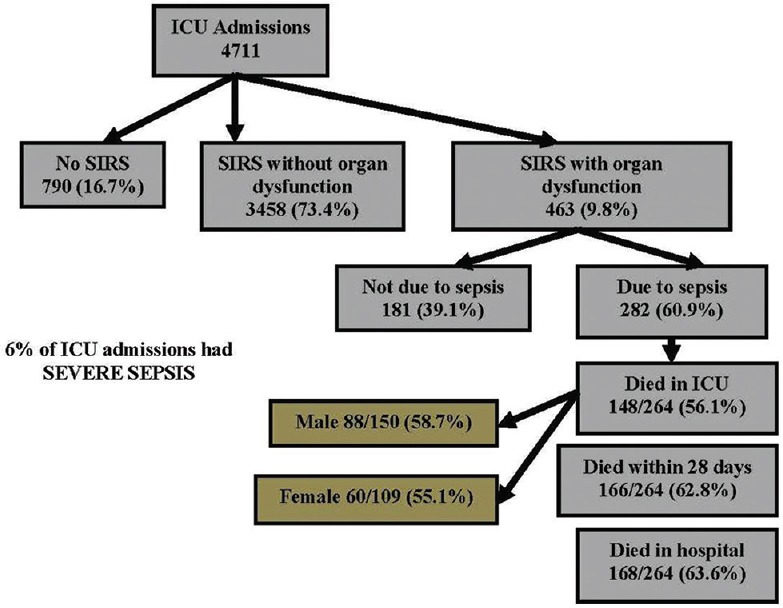 ICU Admissions
4711
No SIRS
790 (16.7%)
SIRS without organ
dysfunction
3458 (73.4%)
SIRS with organ
dysfunction
463 (9.8%)
Not due to sepsis
181 (39.1%)
Due to sepsis
282 (60.9%)
6% of ICU admissions had
SEVERE SEPSIS
Died in ICU
148/264 (56.1%)
Male 88/150 (58.7%)
Female 60/109 (55.1%)
Died within 28 days
166/264 (62.8%)
Died in hospital
168/264 (63.6%)